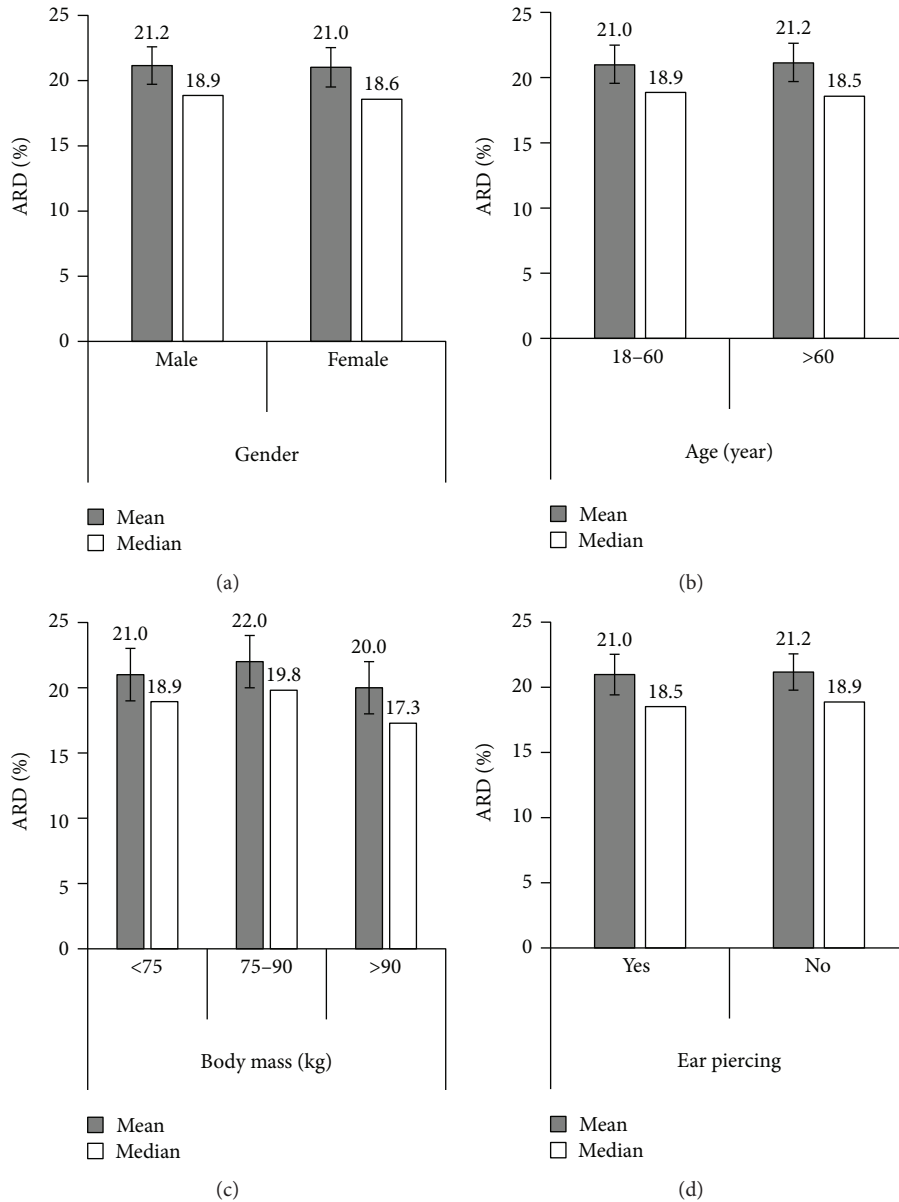 25
20
15
10
5
0
ARD (%)
21.2
18.9
21.0
18.6
Male
Female
Gender
Mean
Median
(a)
25
20
15
10
5
0
ARD (%)
21.0
18.9
21.2
18.5
18–60
>60
Age (year)
Mean
Median
(b)
25
20
15
10
5
0
ARD (%)
21.0
18.9
22.0
19.8
20.0
17.3
<75
75–90
>90
Body mass (kg)
Mean
Median
(c)
25
20
15
10
5
0
ARD (%)
21.0
18.5
21.2
18.9
Yes
No
Ear piercing
Mean
Median
(d)